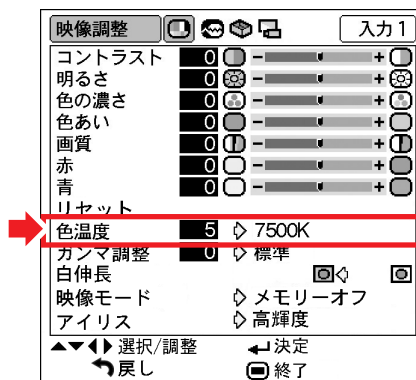 映像調整 入力1
コントラスト 0 - +
明るさ 0 - +
色の濃さ 0 - +
色あい 0 - +
画質 0 - +
赤 0 - +
青 0 - +
リセット
色温度 5 7500K
ガンマ調整 0 標準
白伸長
映像モード メモリーオフ
アイリス 高輝度
選択/調整 決定
戻し 終了